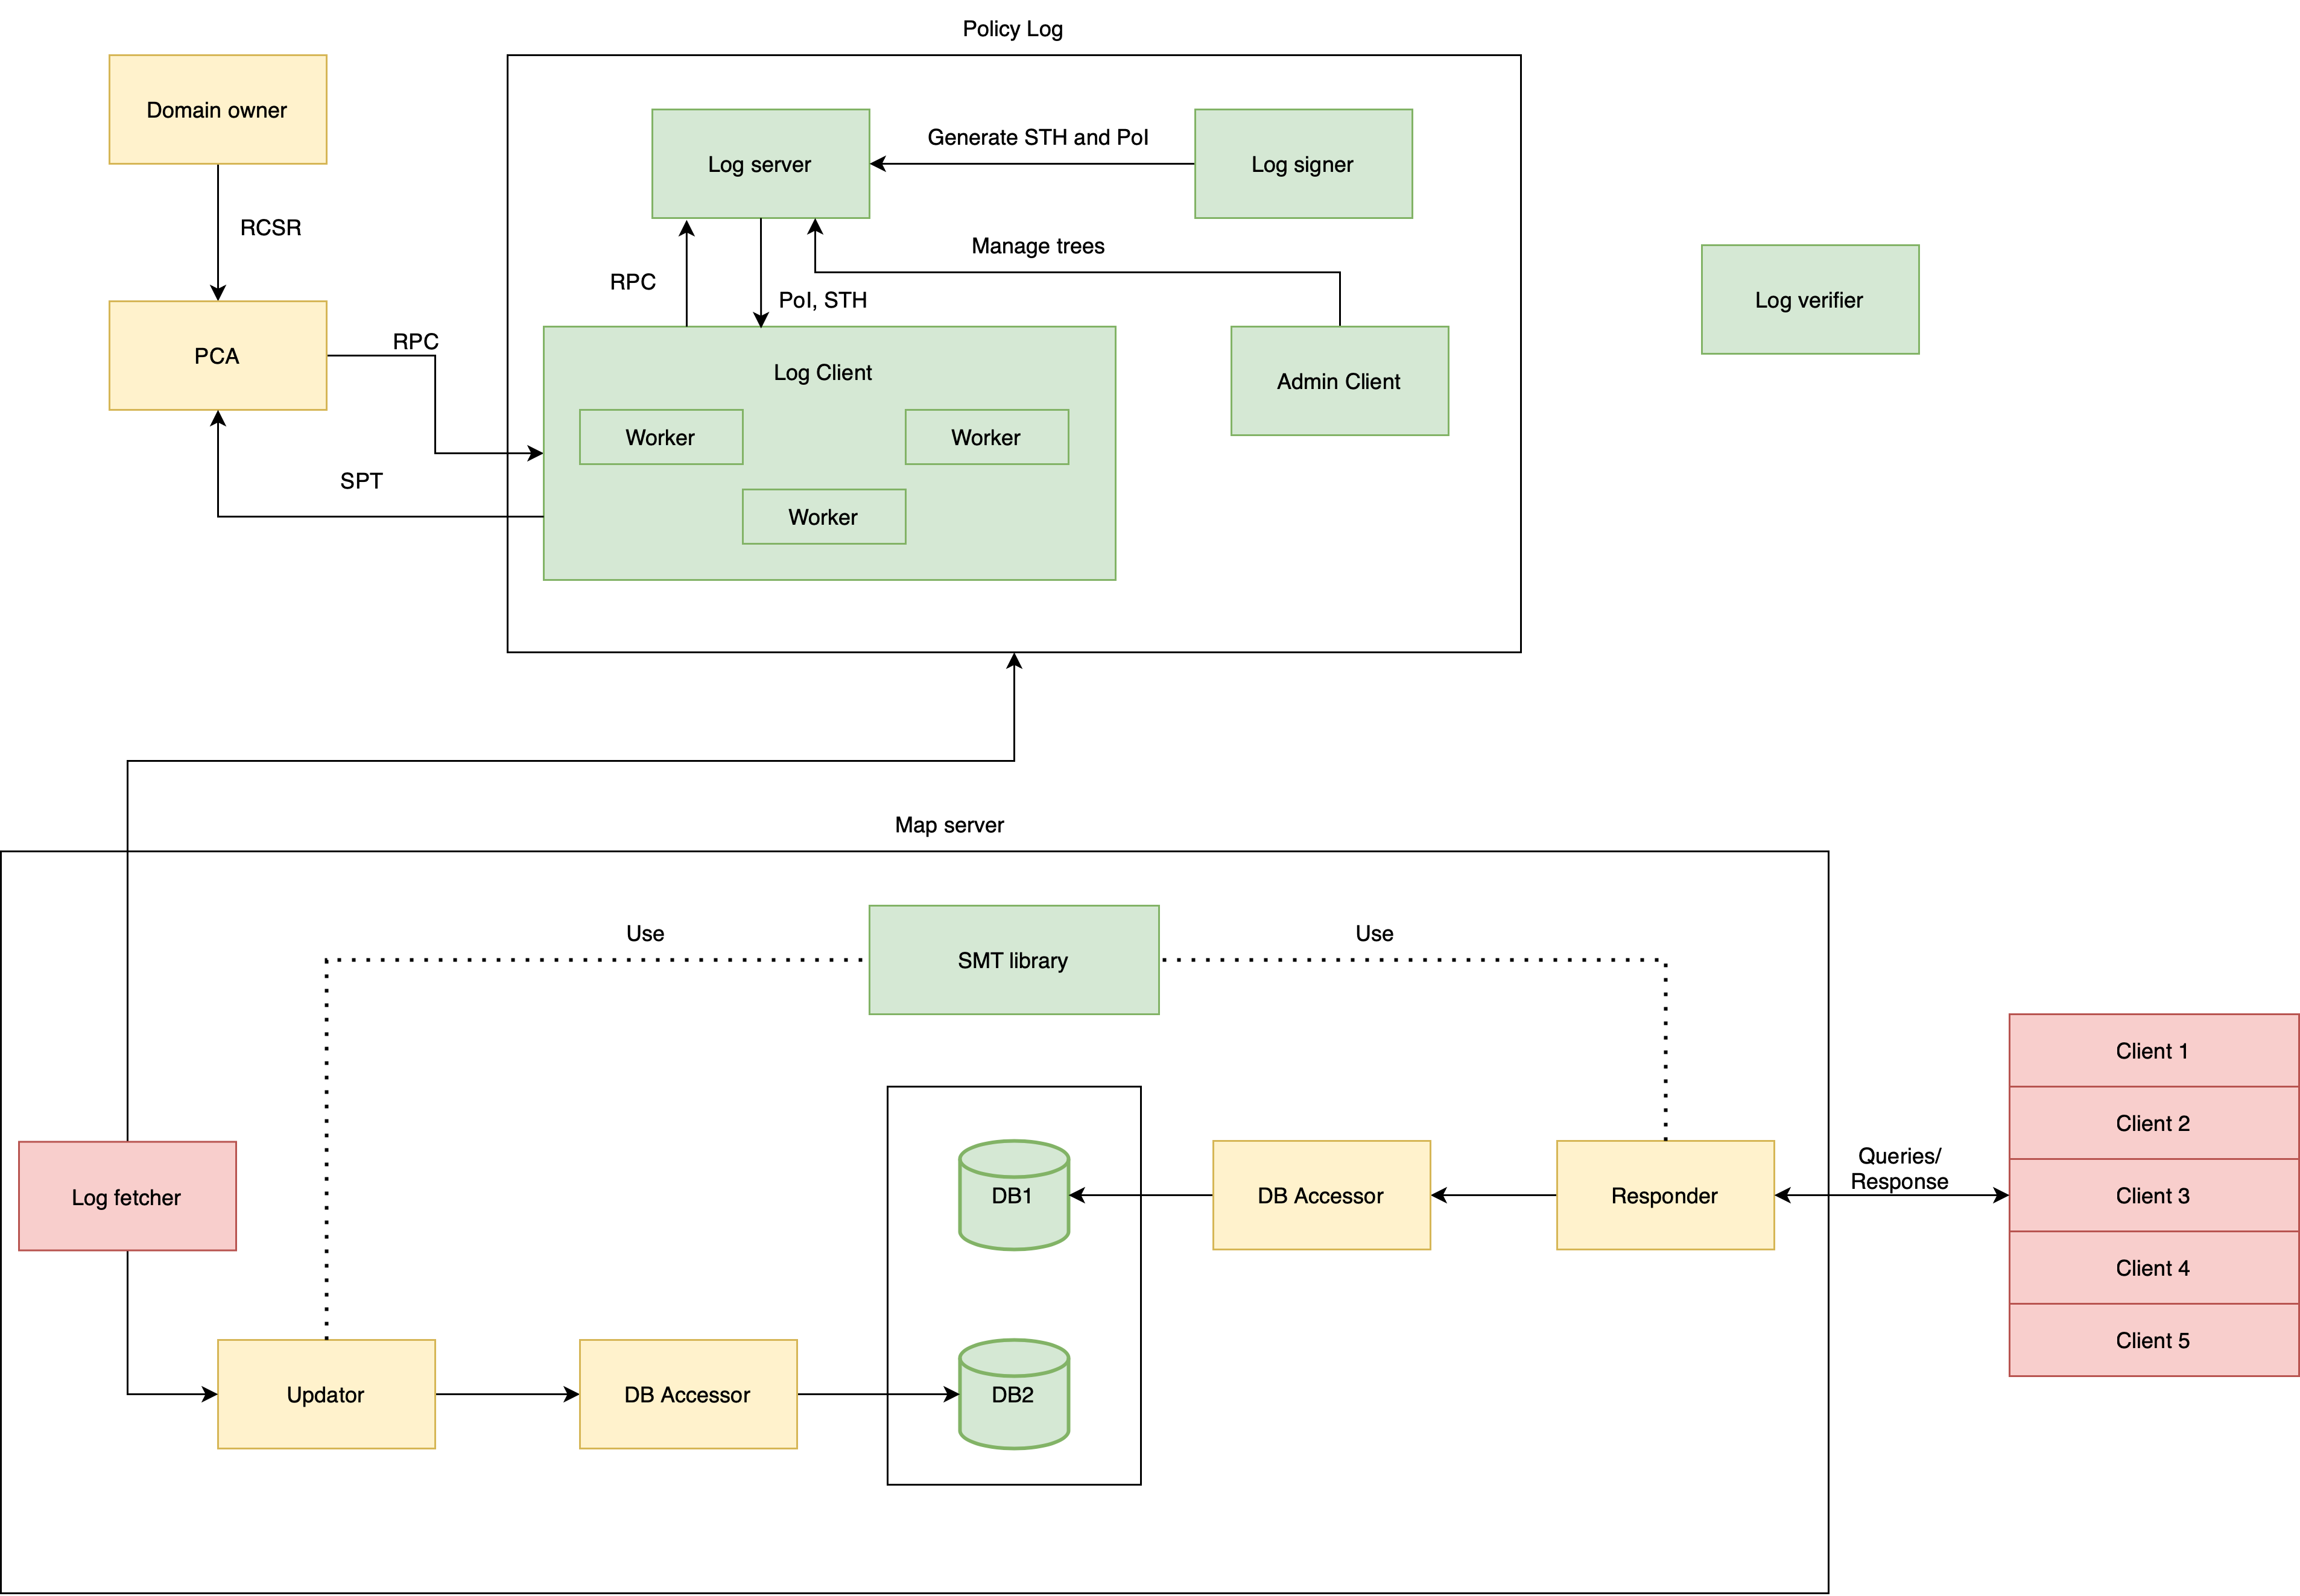 Policy Log
Domain owner
Log server
Generate STH and PoI
Log signer
RCSR
Manage trees
RPC
PoI, STH
Log verifier
PCA
RPC
Log Client
Admin Client
Worker
Worker
SPT
Worker
Map server
Use
SMT library
Use
Client 1
Client 2
Log fetcher
DB1
DB Accessor
Responder
Queries/
Response
Client 3
Client 4
Client 5
Updator
DB Accessor
DB2